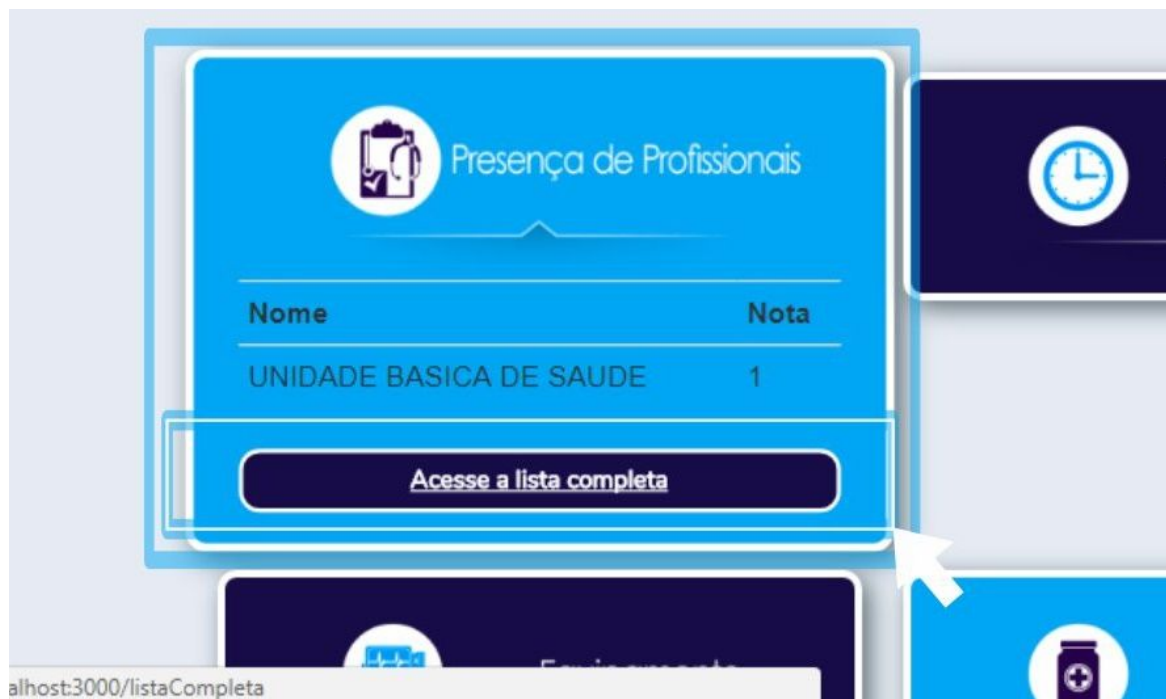 Presença de Profissionais
Nome Nota
UNIDADE BASICA DE SAUDE 1
Acesse a lista completa
alhost:3000/listaCompleta